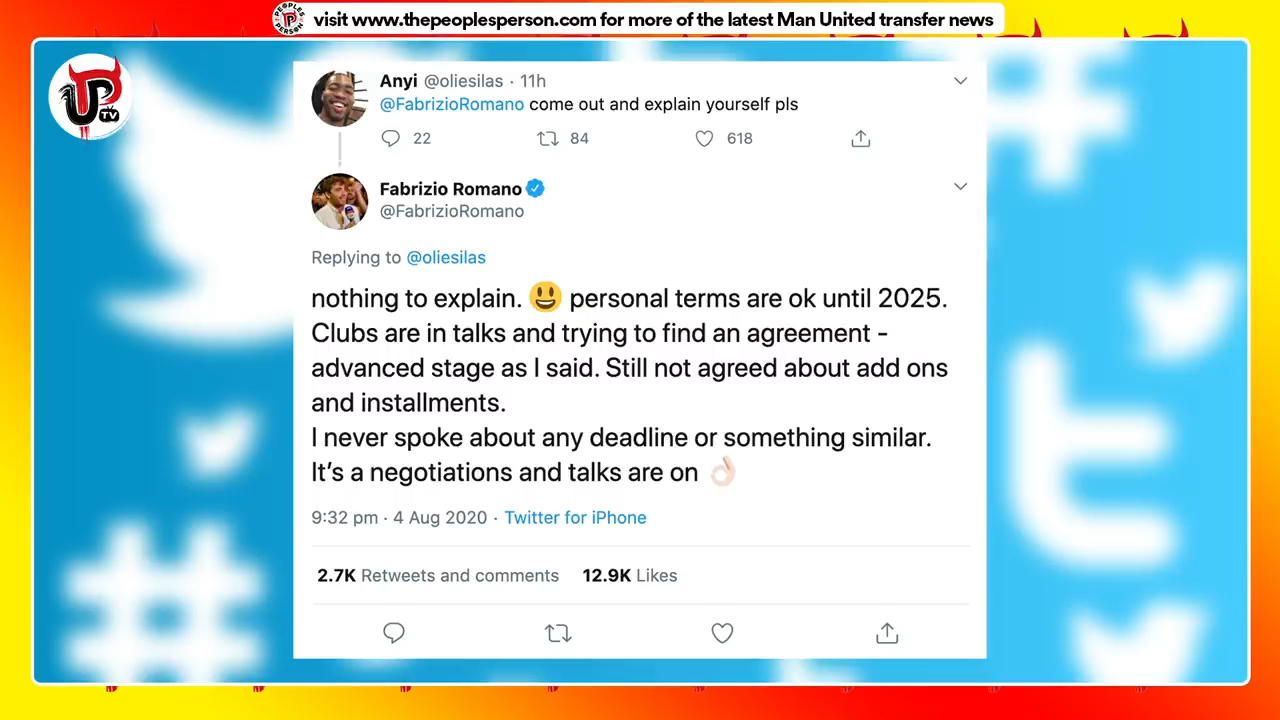 PEOPLES PERSON
visit www.thepeoplesperson.com for more of the latest Man United transfer news
UP TV
Anyi @oliesilas · 11h
@FabrizioRomano come out and explain yourself pls
22 84 618
Fabrizio Romano
@FabrizioRomano
Replying to @oliesilas
nothing to explain. 😃 personal terms are ok until 2025.
Clubs are in talks and trying to find an agreement -
advanced stage as I said. Still not agreed about add ons
and installments.
I never spoke about any deadline or something similar.
It’s a negotiations and talks are on 👌🏻
9:32 pm · 4 Aug 2020 · Twitter for iPhone
2.7K Retweets and comments 12.9K Likes